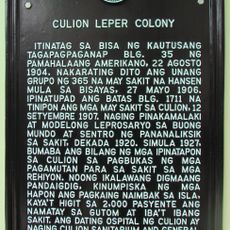 CULION LEPER COLONY
ITINATAG SA BISA NG KAUTUSANG
TAGAPAGPAGANAP BLG. 35 NG
PAMAHALAANG AMERIKANO, 22 AGOSTO
1904. NAKARATING DITO ANG UNANG
GRUPO NG 365 NA MAY SAKIT NA HANSEN
MULA SA BISAYAS, 27 MAYO 1906.
IPINATUPAD ANG BATAS BLG. 1711 NA
TINIPON ANG MGA MAY SAKIT SA CULION, 12
SETYEMBRE 1907. NAGING PINAKAMALAKI
AT MODELONG LEPROSARYO SA BUONG
MUNDO AT SENTRO NG PANANALIKSIK
SA SAKIT, DEKADA 1920. SIMULA 1927,
BUMABA ANG BILANG NG MGA IPINATAPON
SA CULION SA PAGBUKAS NG MGA
PAGAMUTAN PARA SA SAKIT SA MGA
REHIYON. NOONG IKALAWANG DIGMAANG
PANDAIGDIG, KINUMPISKA NG MGA
HAPON ANG PAGKAING NAIMBAK SA ISLA,
KAYA'T HIGIT SA 2,000 PASYENTE ANG
NAMATAY SA GUTOM AT IBA'T IBANG
SAKIT. ANG DATING OSPITAL NG CULION AY
NAGING CULION SANITARIUM AND GENERAL